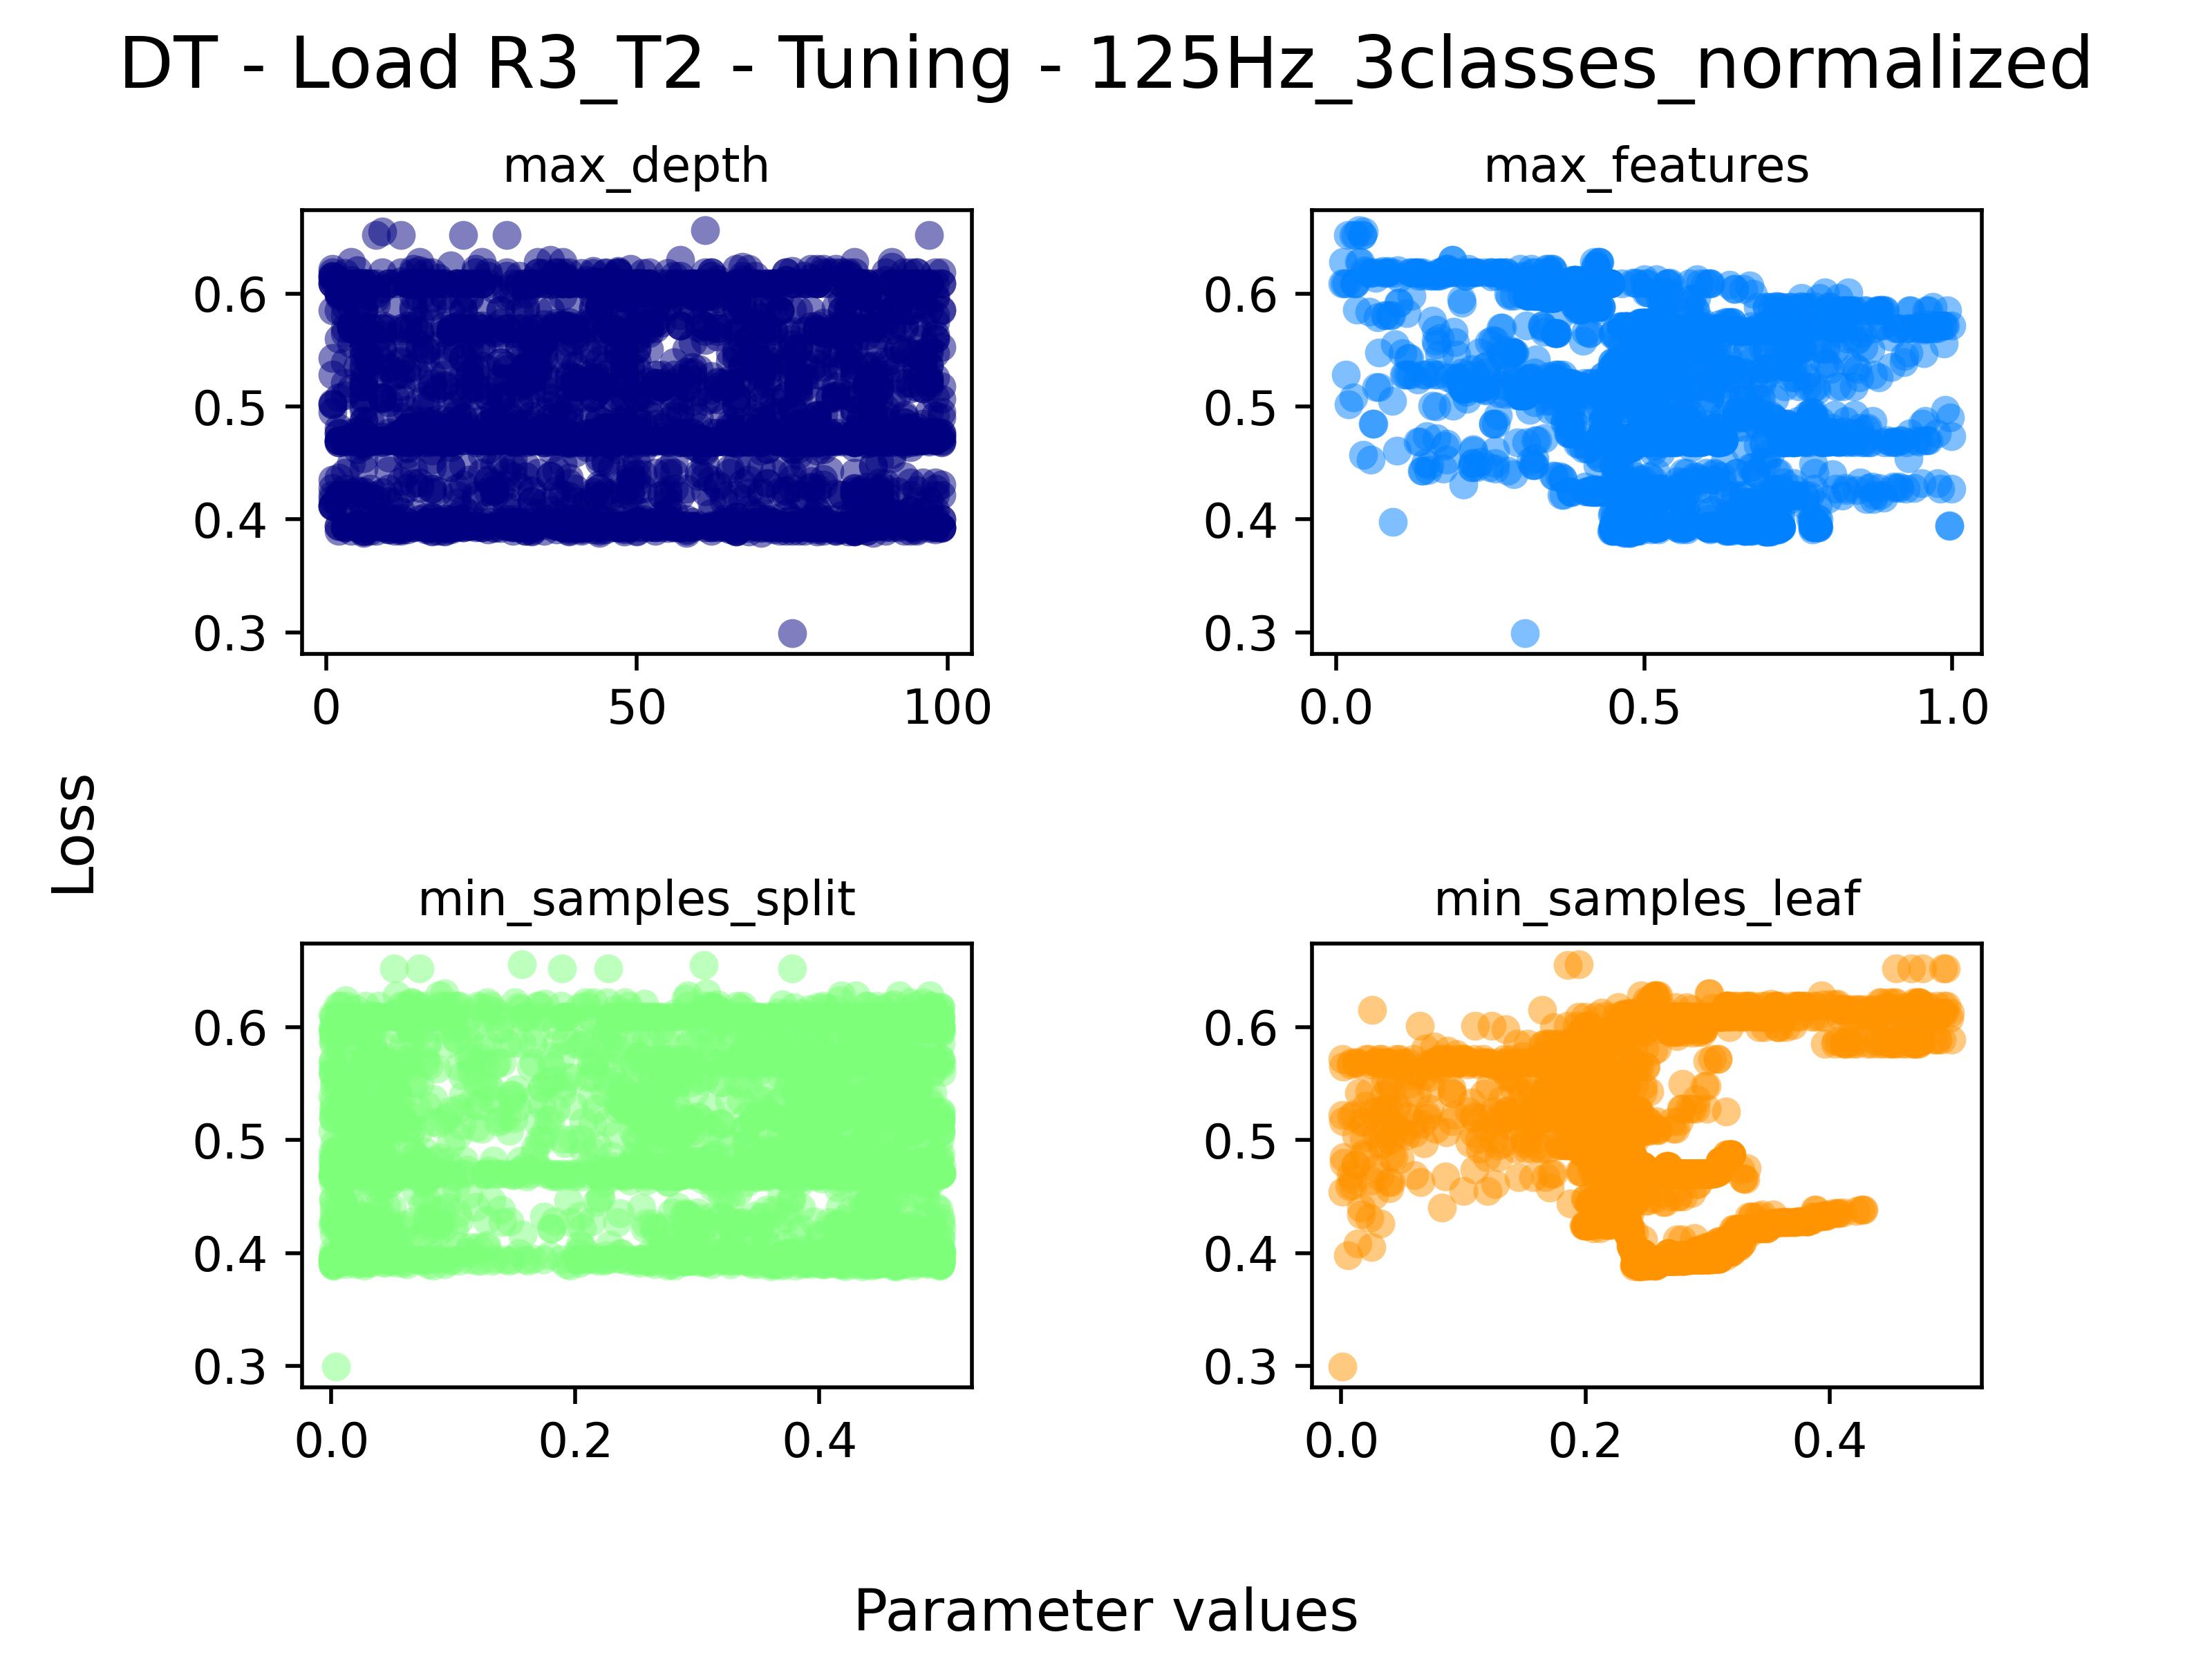 DT - Load R3_T2 - Tuning - 125Hz_3classes_normalized
max_depth
0.6
0.5
0.4
0.3
0 50 100
max_features
0.6
0.5
0.4
0.3
0.0 0.5 1.0
Loss
min_samples_split
0.6
0.5
0.4
0.3
0.0 0.2 0.4
min_samples_leaf
0.6
0.5
0.4
0.3
0.0 0.2 0.4
Parameter values